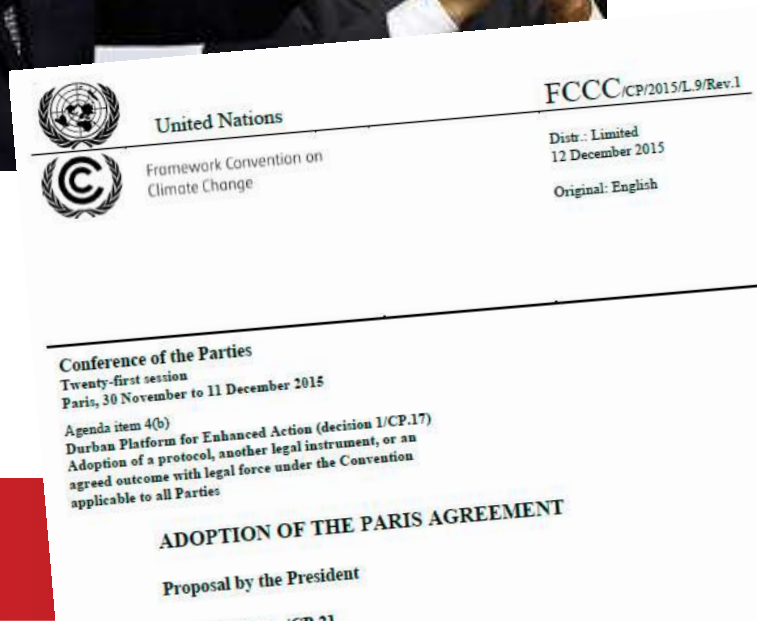 United Nations
FCCC/CP/2015/L.9/Rev.1
Framework Convention on
Climate Change
Distr.: Limited
12 December 2015
Original: English
Conference of the Parties
Twenty-first session
Paris, 30 November to 11 December 2015
Agenda item 4(b)
Durban Platform for Enhanced Action (decision 1/CP.17)
Adoption of a protocol, another legal instrument, or an
agreed outcome with legal force under the Convention
applicable to all Parties
ADOPTION OF THE PARIS AGREEMENT
Proposal by the President
/CP.21